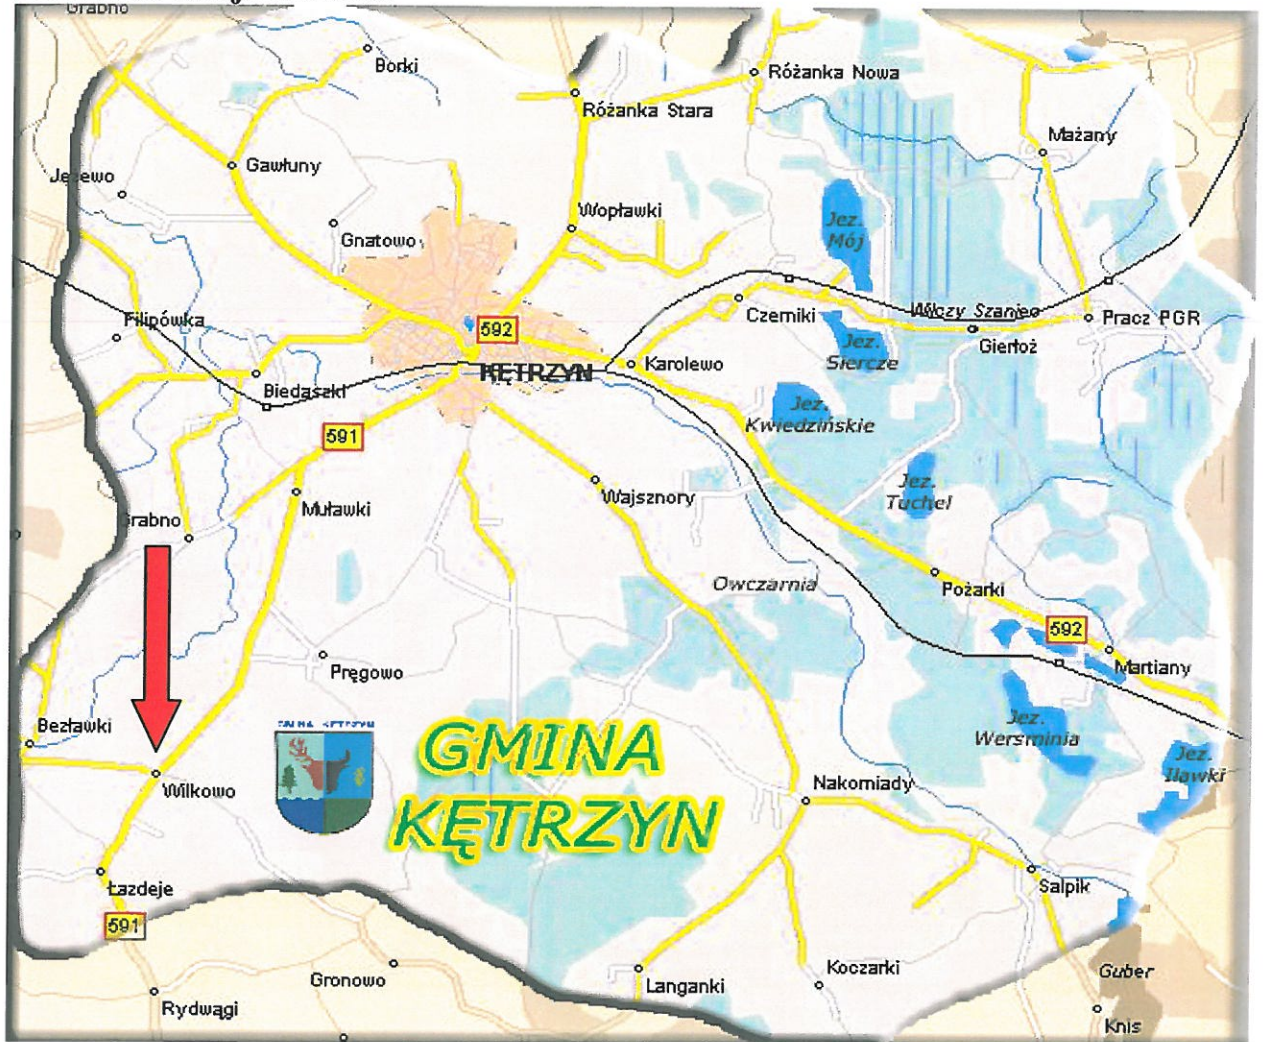 Grabno
Borki
Różanka Nowa
Różanka Stara
Mażany
Gawłuny
Jeżewo
Wopławki
Gnatowo
Jez.
Mój
Filipówka
592
Czerniki
Wilczy Szaniec
Pracz PGR
Gierłoż
Jez.
Siercze
KĘTRZYN
Karolewo
Biedaszki
Jez.
Kwiedzińskie
591
Muławki
Wajsznory
Jez.
Tuchel
Grabno
Owczarnia
Pożarki
592
Pręgowo
Martiany
Bezławki
GMINA KĘTRZYN
GMINA
KĘTRZYN
Jez.
Wersminia
Jez.
Iławki
Wilkowo
Nakomiady
Łazdeje
Salpik
591
Gronowo
Koczarki
Guber
Langanki
Rydwągi
Knis